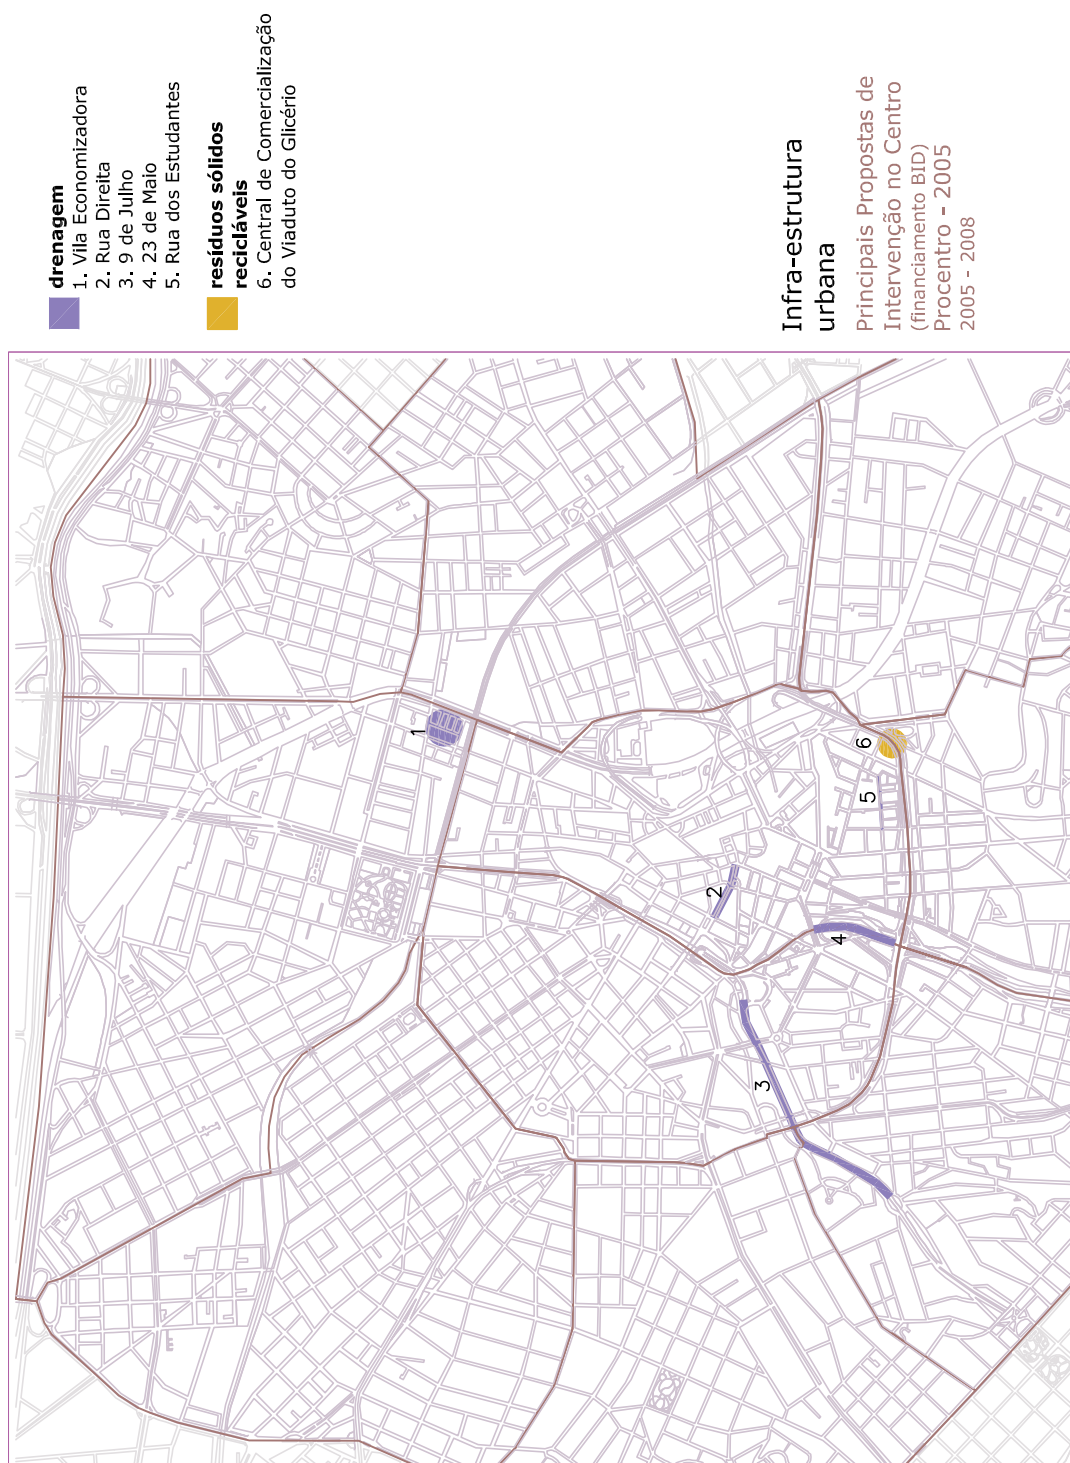 drenagem
1. Vila Economizadora
2. Rua Direita
3. 9 de Julho
4. 23 de Maio
5. Rua dos Estudantes
resíduos sólidos
recicláveis
6. Central de Comercialização
do Viaduto do Glicério
Infra-estrutura
urbana
Principais Propostas de
Intervenção no Centro
(financiamento BID)
Procentro - 2005
2005 - 2008
1
2
3
4
5
6